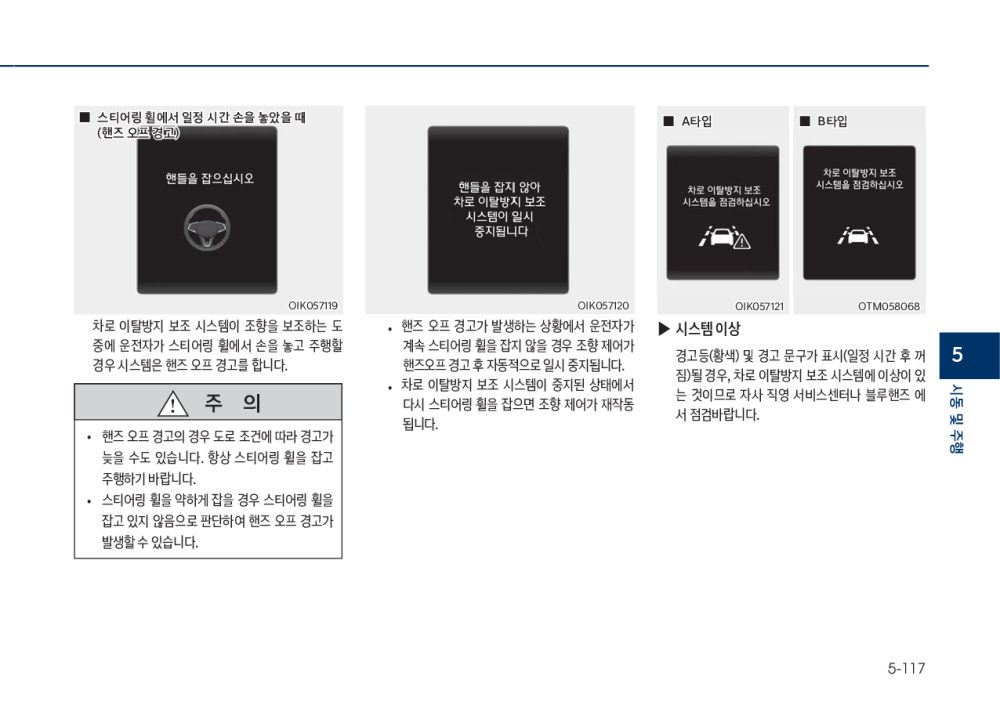 ■ 스티어링 휠에서 일정 시간 손을 놓았을 때
(핸즈 오프 경고)
핸들을 잡으십시오
OIK057119
차로 이탈방지 보조 시스템이 조향을 보조하는 도
중에 운전자가 스티어링 휠에서 손을 놓고 주행할
경우 시스템은 핸즈 오프 경고를 합니다.
주 의
• 핸즈 오프 경고의 경우 도로 조건에 따라 경고가
늦을 수도 있습니다. 항상 스티어링 휠을 잡고
주행하기 바랍니다.
• 스티어링 휠을 약하게 잡을 경우 스티어링 휠을
잡고 있지 않음으로 판단하여 핸즈 오프 경고가
발생할 수 있습니다.
핸들을 잡지 않아
차로 이탈방지 보조
시스템이 일시
중지됩니다
OIK057120
• 핸즈 오프 경고가 발생하는 상황에서 운전자가
계속 스티어링 휠을 잡지 않을 경우 조향 제어가
핸즈오프 경고 후 자동적으로 일시 중지됩니다.
• 차로 이탈방지 보조 시스템이 중지된 상태에서
다시 스티어링 휠을 잡으면 조향 제어가 재작동
됩니다.
■ A타입
차로 이탈방지 보조
시스템을 점검하십시오
OIK057121
■ B타입
차로 이탈방지 보조
시스템을 점검하십시오
OTM058068
▶ 시스템 이상
경고등(황색) 및 경고 문구가 표시(일정 시간 후 꺼
짐)될 경우, 차로 이탈방지 보조 시스템에 이상이 있
는 것이므로 자사 직영 서비스센터나 블루핸즈 에
서 점검바랍니다.
5
시동 및 주행
5-117